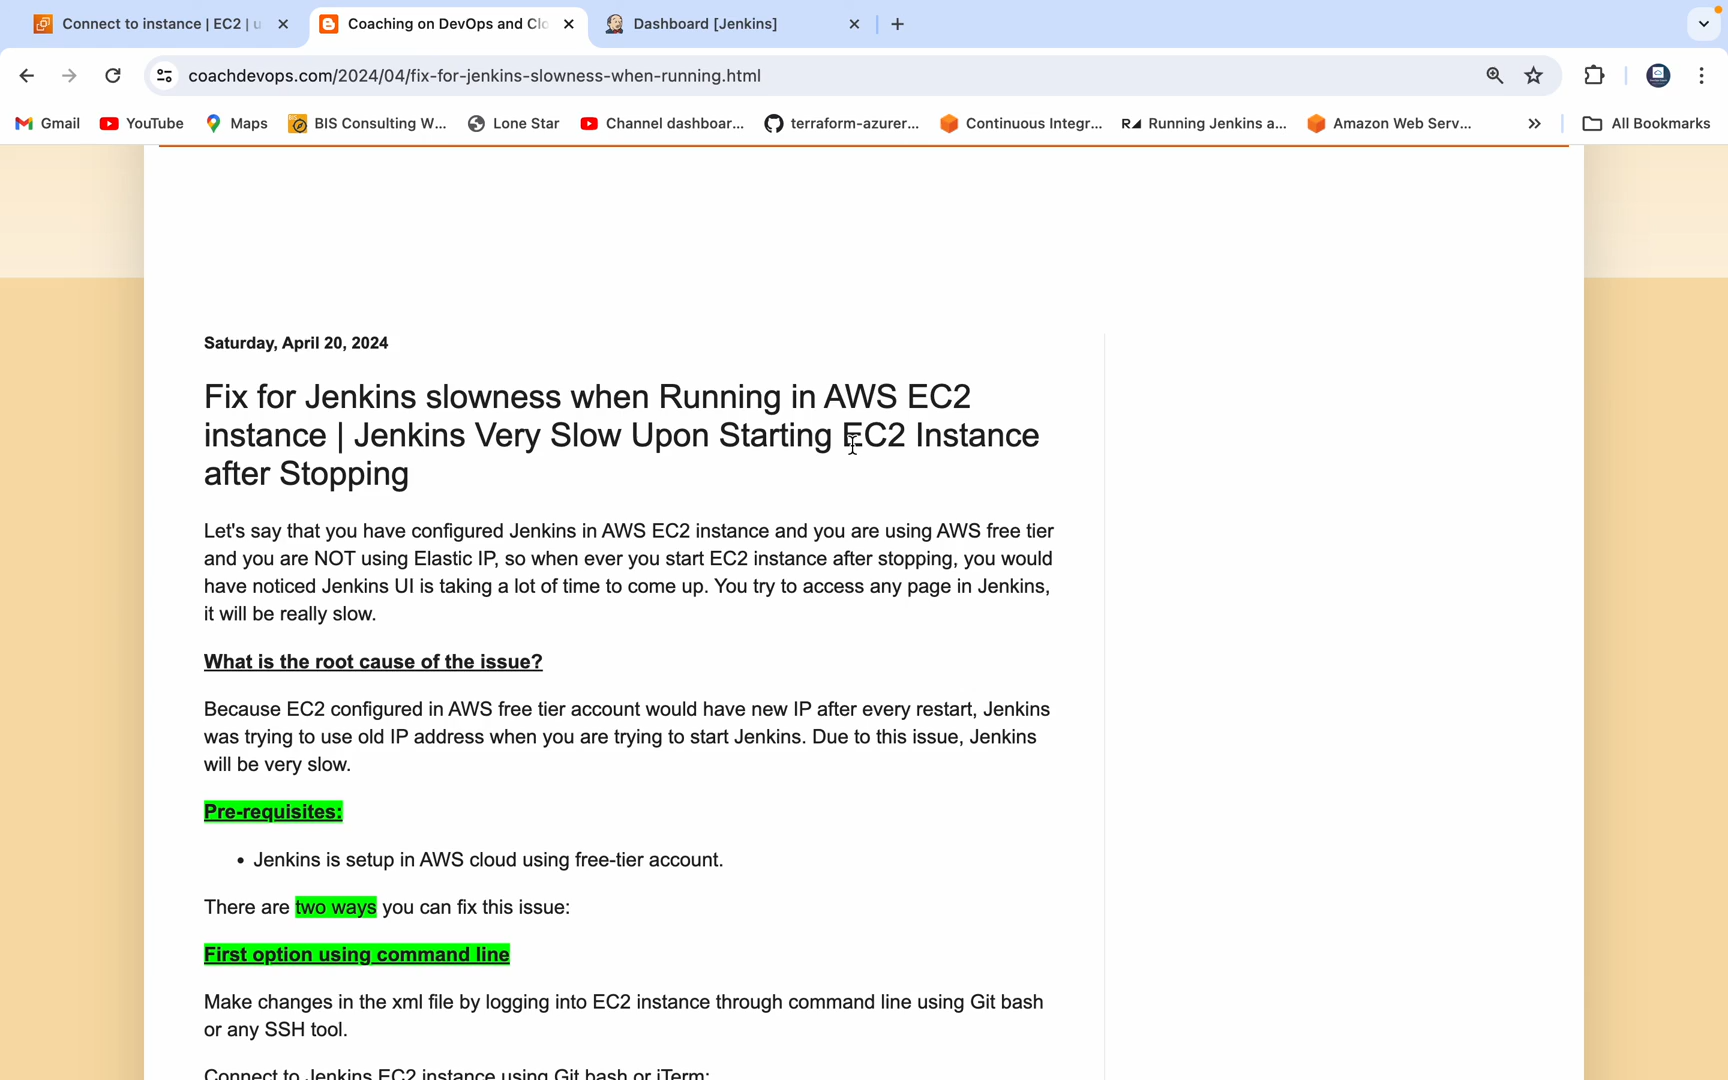 Connect to instance | EC2 | u
Coaching on DevOps and Clo
Dashboard [Jenkins]
coachdevops.com/2024/04/fix-for-jenkins-slowness-when-running.html
Gmail
YouTube
Maps
BIS Consulting W...
Lone Star
Channel dashboar...
terraform-azurer...
Continuous Integr...
Running Jenkins a...
Amazon Web Serv...
All Bookmarks
Saturday, April 20, 2024
Fix for Jenkins slowness when Running in AWS EC2
instance | Jenkins Very Slow Upon Starting EC2 Instance
after Stopping
Let's say that you have configured Jenkins in AWS EC2 instance and you are using AWS free tier
and you are NOT using Elastic IP, so when ever you start EC2 instance after stopping, you would
have noticed Jenkins UI is taking a lot of time to come up. You try to access any page in Jenkins,
it will be really slow.
What is the root cause of the issue?
Because EC2 configured in AWS free tier account would have new IP after every restart, Jenkins
was trying to use old IP address when you are trying to start Jenkins. Due to this issue, Jenkins
will be very slow.
Pre-requisites:
• Jenkins is setup in AWS cloud using free-tier account.
There are two ways you can fix this issue:
First option using command line
Make changes in the xml file by logging into EC2 instance through command line using Git bash
or any SSH tool.
Connect to Jenkins EC2 instance using Git bash or iTerm: